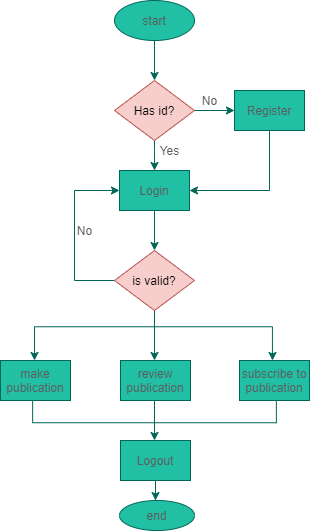 start
Has id?
No
Register
Yes
Login
No
is valid?
make
publication
review
publication
subscribe to
publication
Logout
end